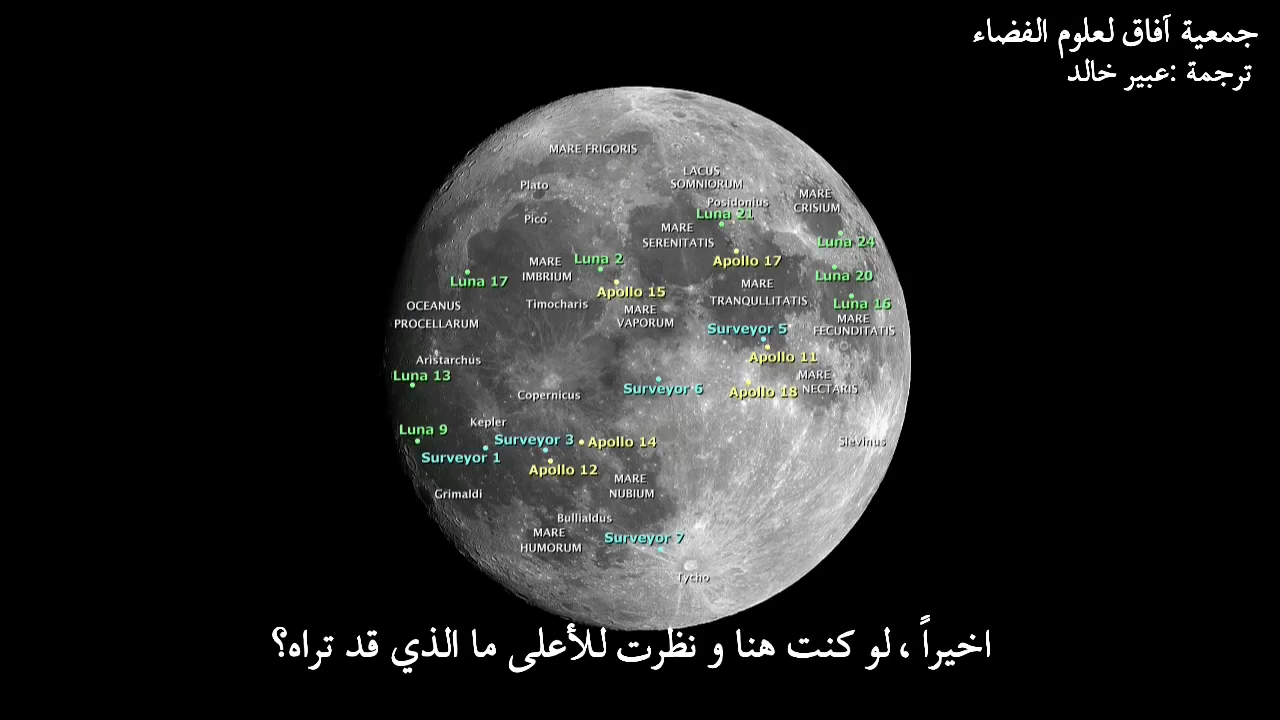 جمعية آفاق لعلوم الفضاء
ترجمة :عبير خالد
MARE FRIGORIS
LACUS
SOMNIORUM
Plato
MARE
CRISIUM
Posidonius
Luna 21
Pico
MARE
SERENITATIS
Luna 24
Luna 2
Apollo 17
MARE
IMBRIUM
Luna 17
Luna 20
Apollo 15
MARE
TRANQULLITATIS
OCEANUS
PROCELLARUM
Timocharis
MARE
VAPORUM
Luna 16
MARE
FECUNDITATIS
Surveyor 5
Aristarchus
Apollo 11
Luna 13
MARE
NECTARIS
Surveyor 6
Apollo 18
Copernicus
Kepler
Luna 9
Surveyor 3
Apollo 14
Slevinus
Surveyor 1
Apollo 12
MARE
NUBIUM
Grimaldi
Bullialdus
MARE
HUMORUM
Surveyor 7
Tycho
اخيراً ، لو كنت هنا و نظرت للأعلى ما الذي قد تراه؟